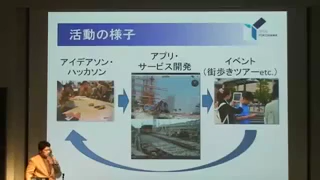 活動の様子
アイデアソン・
ハッカソン
アプリ・
サービス開発
イベント
(街歩きツアーetc.)